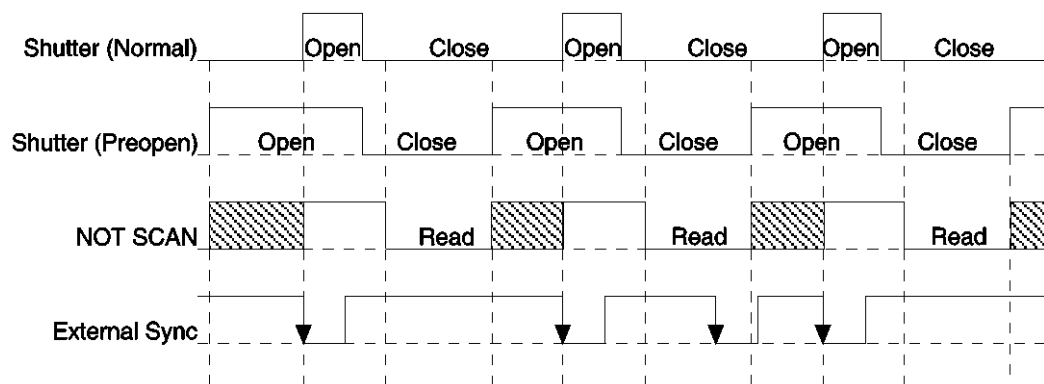 Shutter (Normal) Open Close Open Close Open Close
Shutter (Preopen) Open Close Open Close Open Close
NOT SCAN Read Read Read
External Sync